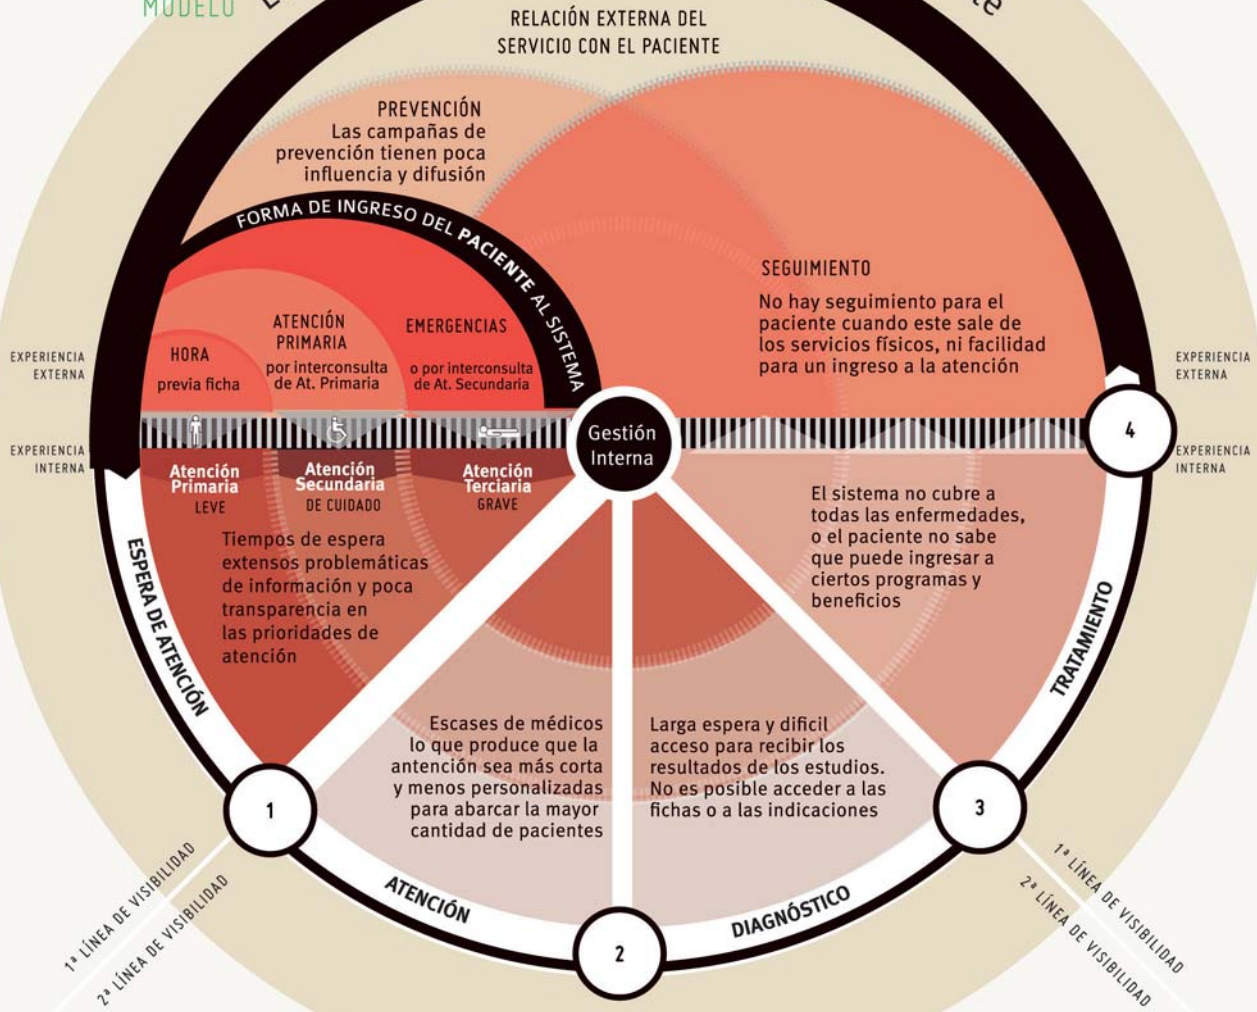 MODELO
RELACIÓN EXTERNA DEL
SERVICIO CON EL PACIENTE
PREVENCIÓN
Las campañas de
prevención tienen poca
influencia y difusión
FORMA DE INGRESO DEL PACIENTE AL SISTEMA
SEGUIMIENTO
No hay seguimiento para el
paciente cuando este sale de
los servicios físicos, ni facilidad
para un ingreso a la atención
HORA
previa ficha
ATENCIÓN
PRIMARIA
por interconsulta
de At. Primaria
EMERGENCIAS
o por interconsulta
de At. Secundaria
EXPERIENCIA
EXTERNA
EXPERIENCIA
INTERNA
EXPERIENCIA
EXTERNA
EXPERIENCIA
INTERNA
Gestión
Interna
4
Atención
Primaria
LEVE
Atención
Secundaria
DE CUIDADO
Atención
Terciaria
GRAVE
Tiempos de espera
extensos problemáticas
de información y poca
transparencia en
las prioridades de
atención
El sistema no cubre a
todas las enfermedades,
o el paciente no sabe
que puede ingresar a
ciertos programas y
beneficios
ESPERA DE ATENCIÓN
TRATAMIENTO
Escases de médicos
lo que produce que la
antención sea más corta
y menos personalizadas
para abarcar la mayor
cantidad de pacientes
Larga espera y dificil
acceso para recibir los
resultados de los estudios.
No es posible acceder a las
fichas o a las indicaciones
1
3
ATENCIÓN
DIAGNÓSTICO
2
1ª LÍNEA DE VISIBILIDAD
2ª LÍNEA DE VISIBILIDAD
1ª LÍNEA DE VISIBILIDAD
2ª LÍNEA DE VISIBILIDAD